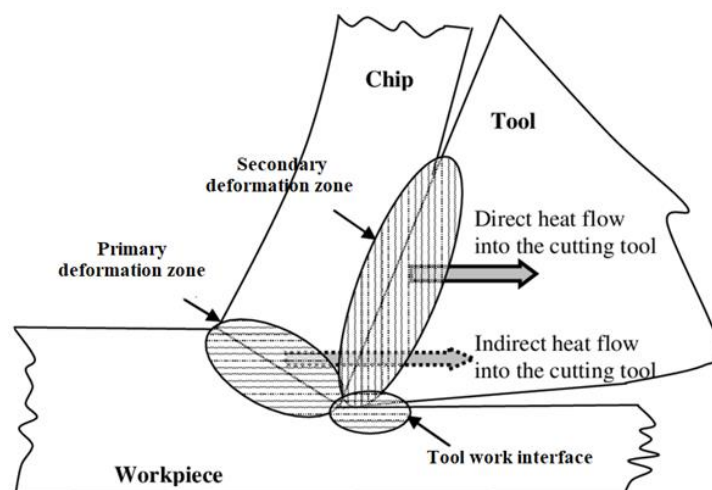 Chip
Tool
Secondary
deformation zone
Direct heat flow
into the cutting tool
Primary
deformation zone
Indirect heat flow
into the cutting tool
Tool work interface
Workpiece